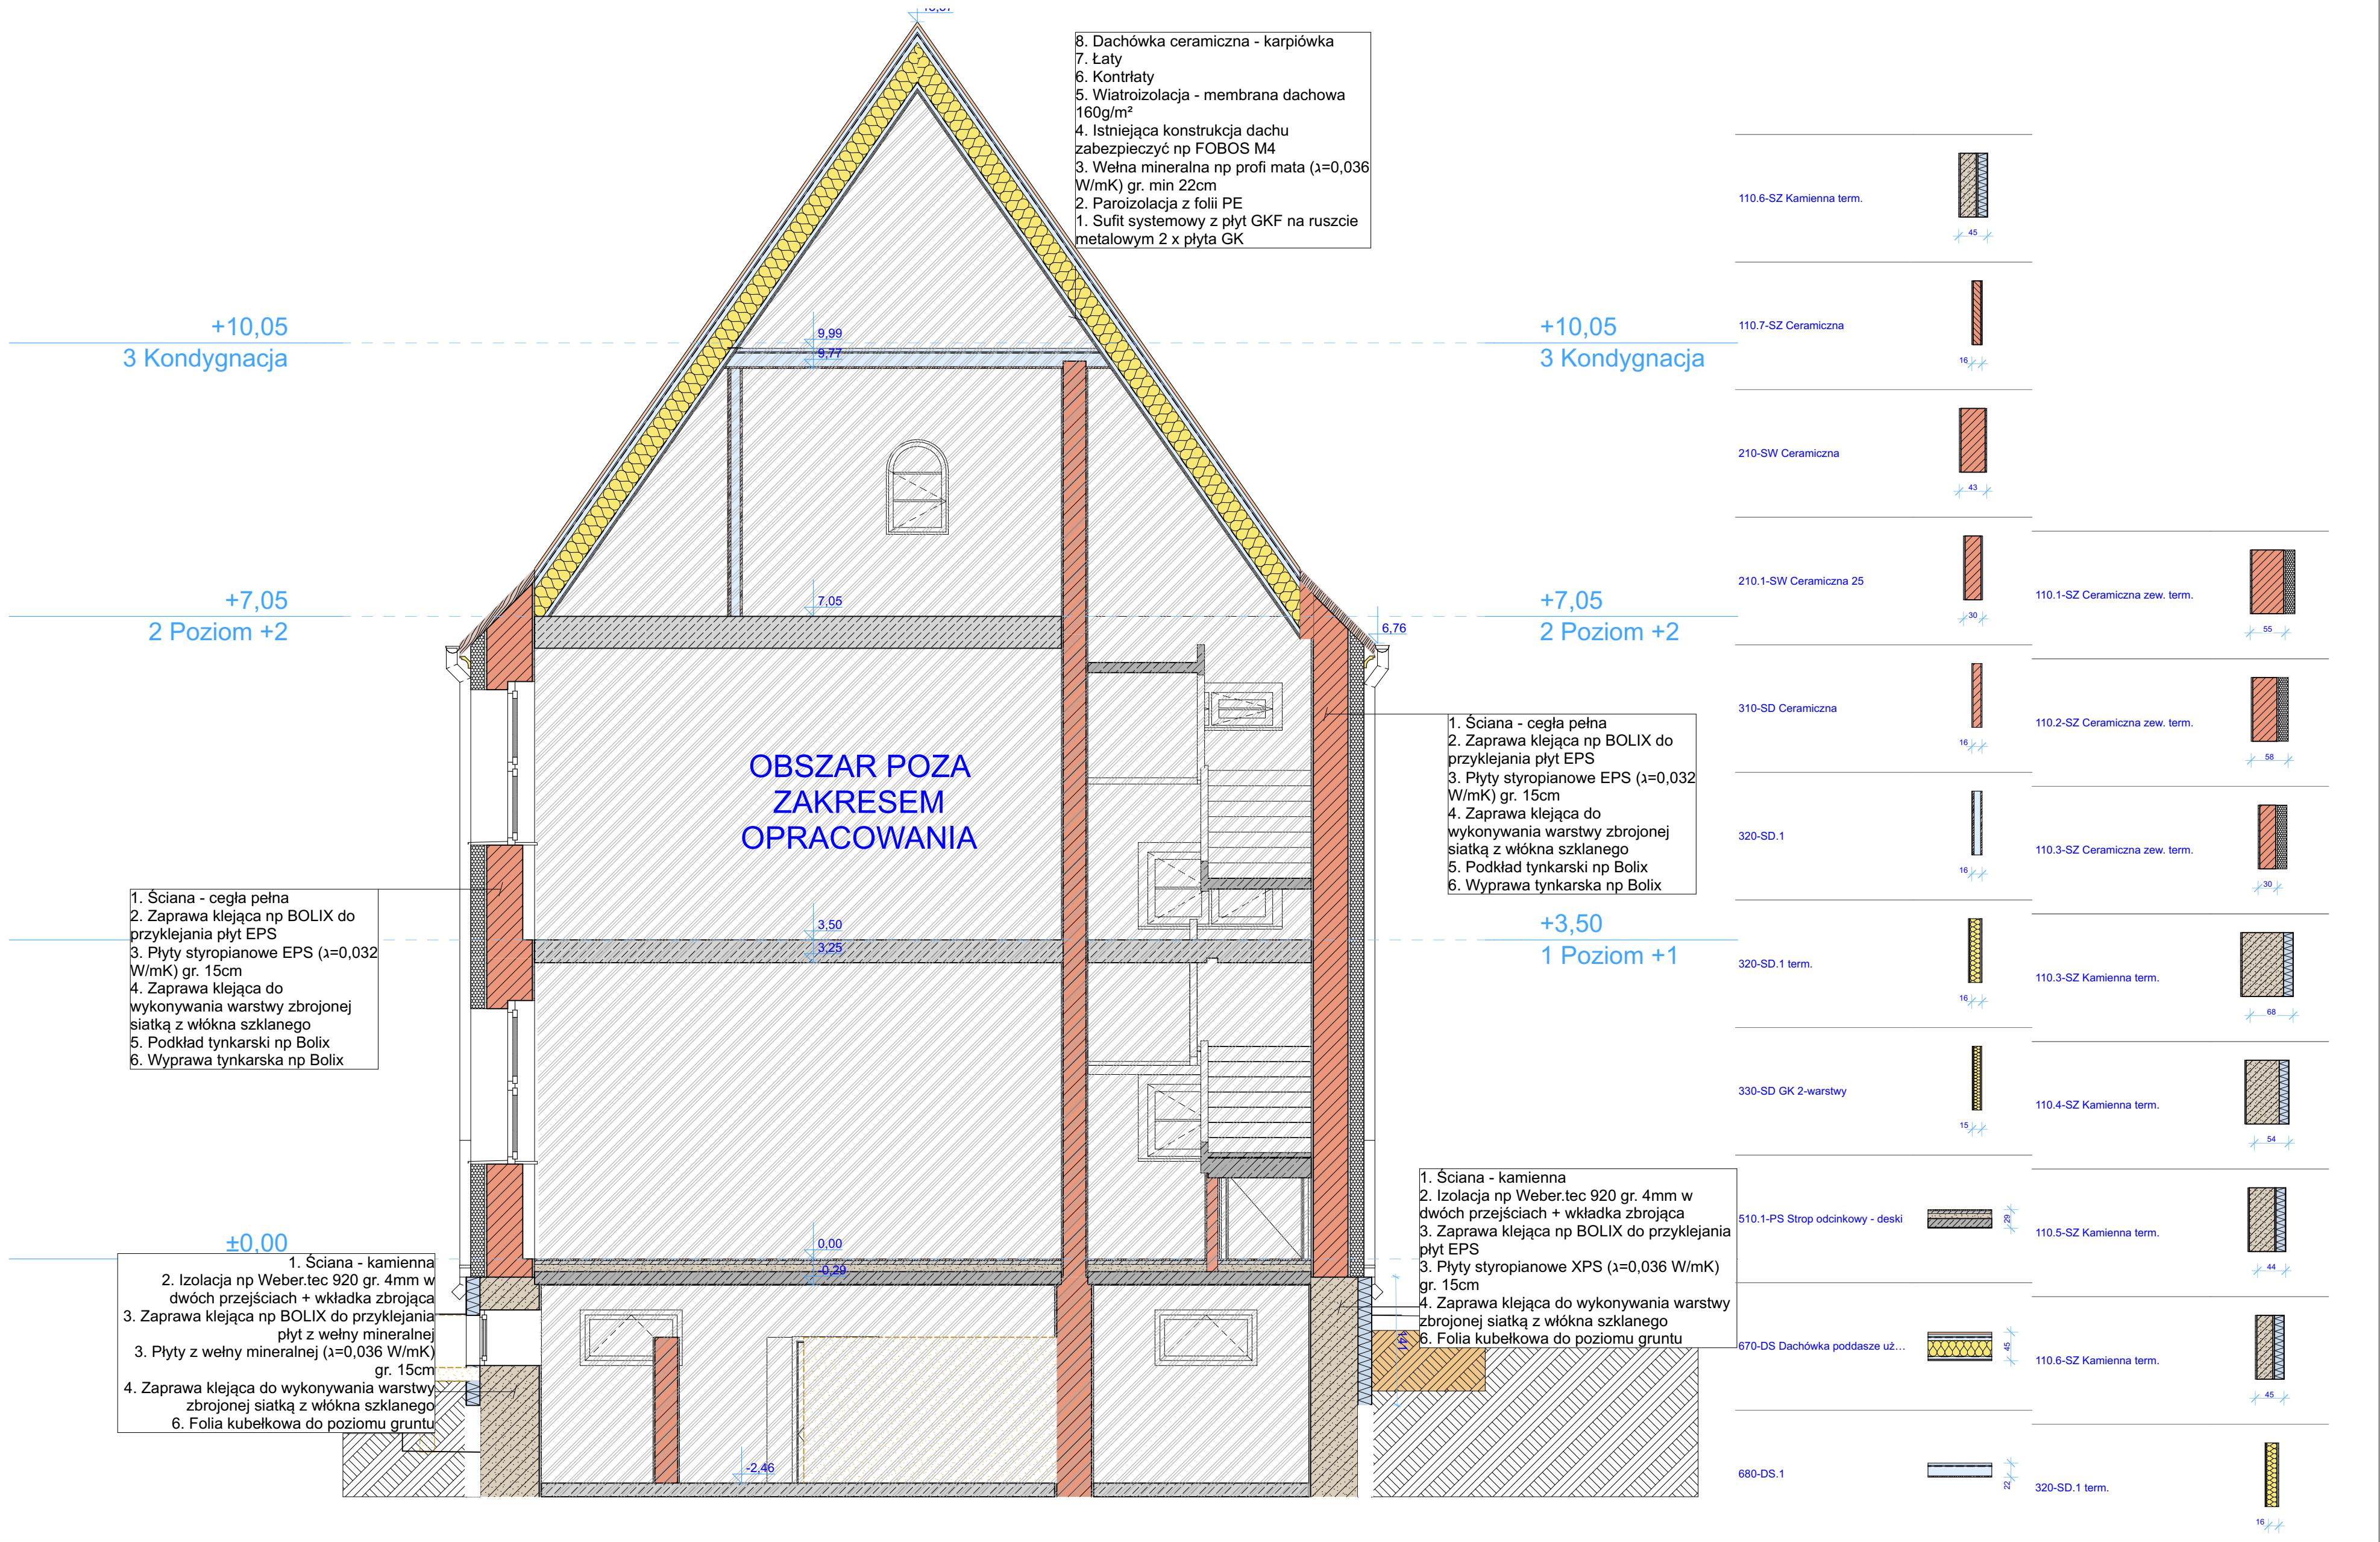 8. Dachówka ceramiczna - karpiówka
7. Łaty
6. Kontrłaty
5. Wiatroizolacja - membrana dachowa
160g/m²
4. Istniejąca konstrukcja dachu
zabezpieczyć np FOBOS M4
3. Wełna mineralna np profi mata (λ=0,036
W/mK) gr. min 22cm
2. Paroizolacja z folii PE
1. Sufit systemowy z płyt GKF na ruszcie
metalowym 2 x płyta GK
+10,05
3 Kondygnacja
9,99
9,77
+10,05
3 Kondygnacja
+7,05
2 Poziom +2
7,05
6,76
+7,05
2 Poziom +2
OBSZAR POZA
ZAKRESEM
OPRACOWANIA
1. Ściana - cegła pełna
2. Zaprawa klejąca np BOLIX do
przyklejania płyt EPS
3. Płyty styropianowe EPS (λ=0,032
W/mK) gr. 15cm
4. Zaprawa klejąca do
wykonywania warstwy zbrojonej
siatką z włókna szklanego
5. Podkład tynkarski np Bolix
6. Wyprawa tynkarska np Bolix
1. Ściana - cegła pełna
2. Zaprawa klejąca np BOLIX do
przyklejania płyt EPS
3. Płyty styropianowe EPS (λ=0,032
W/mK) gr. 15cm
4. Zaprawa klejąca do
wykonywania warstwy zbrojonej
siatką z włókna szklanego
5. Podkład tynkarski np Bolix
6. Wyprawa tynkarska np Bolix
3,50
3,25
+3,50
1 Poziom +1
±0,00
0,00
-0,29
1. Ściana - kamienna
2. Izolacja np Weber.tec 920 gr. 4mm w
dwóch przejściach + wkładka zbrojąca
3. Zaprawa klejąca np BOLIX do przyklejania
płyt z wełny mineralnej
3. Płyty z wełny mineralnej (λ=0,036 W/mK)
gr. 15cm
4. Zaprawa klejąca do wykonywania warstwy
zbrojonej siatką z włókna szklanego
6. Folia kubełkowa do poziomu gruntu
-2,46
1. Ściana - kamienna
2. Izolacja np Weber.tec 920 gr. 4mm w
dwóch przejściach + wkładka zbrojąca
3. Zaprawa klejąca np BOLIX do przyklejania
płyt EPS
3. Płyty styropianowe XPS (λ=0,036 W/mK)
gr. 15cm
4. Zaprawa klejąca do wykonywania warstwy
zbrojonej siatką z włókna szklanego
6. Folia kubełkowa do poziomu gruntu
141
110.6-SZ Kamienna term.
45
110.7-SZ Ceramiczna
16
210-SW Ceramiczna
43
210.1-SW Ceramiczna 25
30
310-SD Ceramiczna
16
320-SD.1
16
320-SD.1 term.
16
330-SD GK 2-warstwy
15
510.1-PS Strop odcinkowy - deski
29
670-DS Dachówka poddasze uż...
45
680-DS.1
22
110.1-SZ Ceramiczna zew. term.
55
110.2-SZ Ceramiczna zew. term.
58
110.3-SZ Ceramiczna zew. term.
30
110.3-SZ Kamienna term.
68
110.4-SZ Kamienna term.
54
110.5-SZ Kamienna term.
44
110.6-SZ Kamienna term.
45
320-SD.1 term.
16